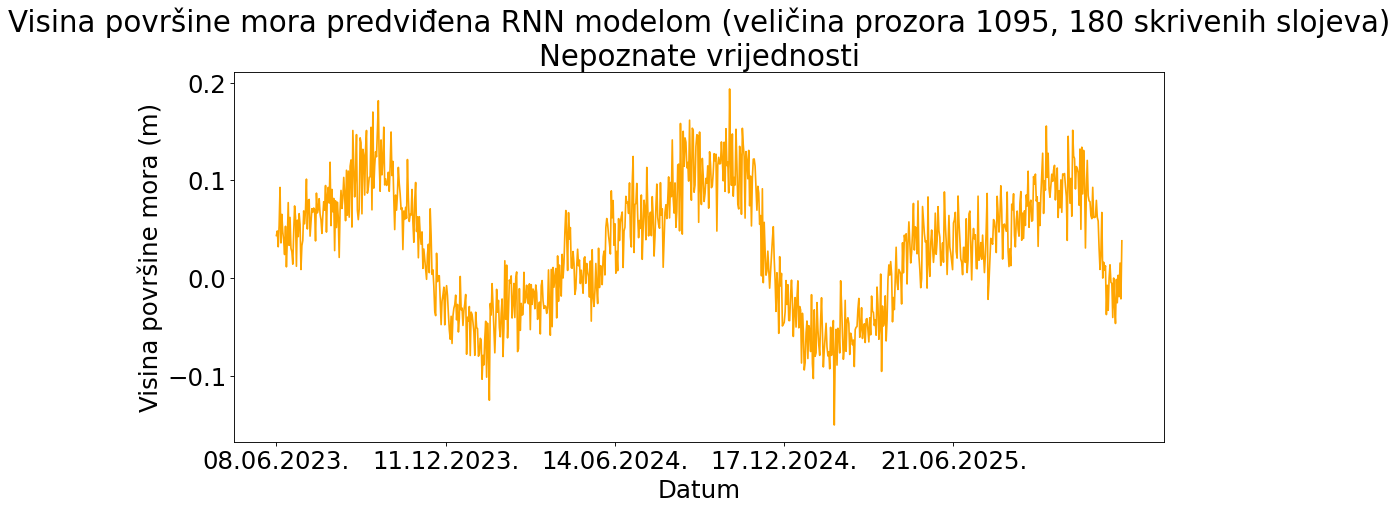 Visina površine mora predviđena RNN modelom (veličina prozora 1095, 180 skrivenih slojeva)
Nepoznate vrijednosti
Visina površine mora (m)
0.2
0.1
0.0
−0.1
08.06.2023. 11.12.2023. 14.06.2024. 17.12.2024. 21.06.2025.
Datum